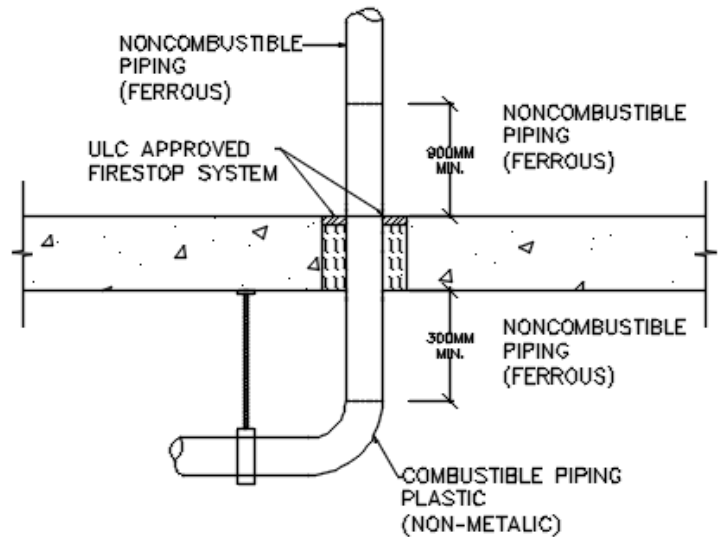 NONCOMBUSTIBLE
PIPING
(FERROUS)
ULC APPROVED
FIRESTOP SYSTEM
900MM
MIN.
NONCOMBUSTIBLE
PIPING
(FERROUS)
300MM
MIN.
NONCOMBUSTIBLE
PIPING
(FERROUS)
COMBUSTIBLE PIPING
PLASTIC
(NON-METALIC)